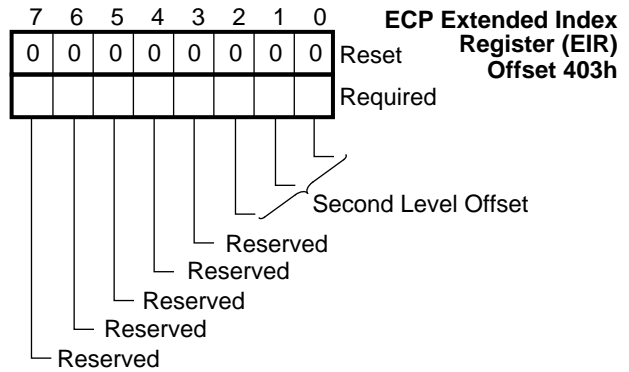 7 6 5 4 3 2 1 0
ECP Extended Index
Register (EIR)
Offset 403h
0 0 0 0 0 0 0 0 Reset
Required
Second Level Offset
Reserved
Reserved
Reserved
Reserved
Reserved